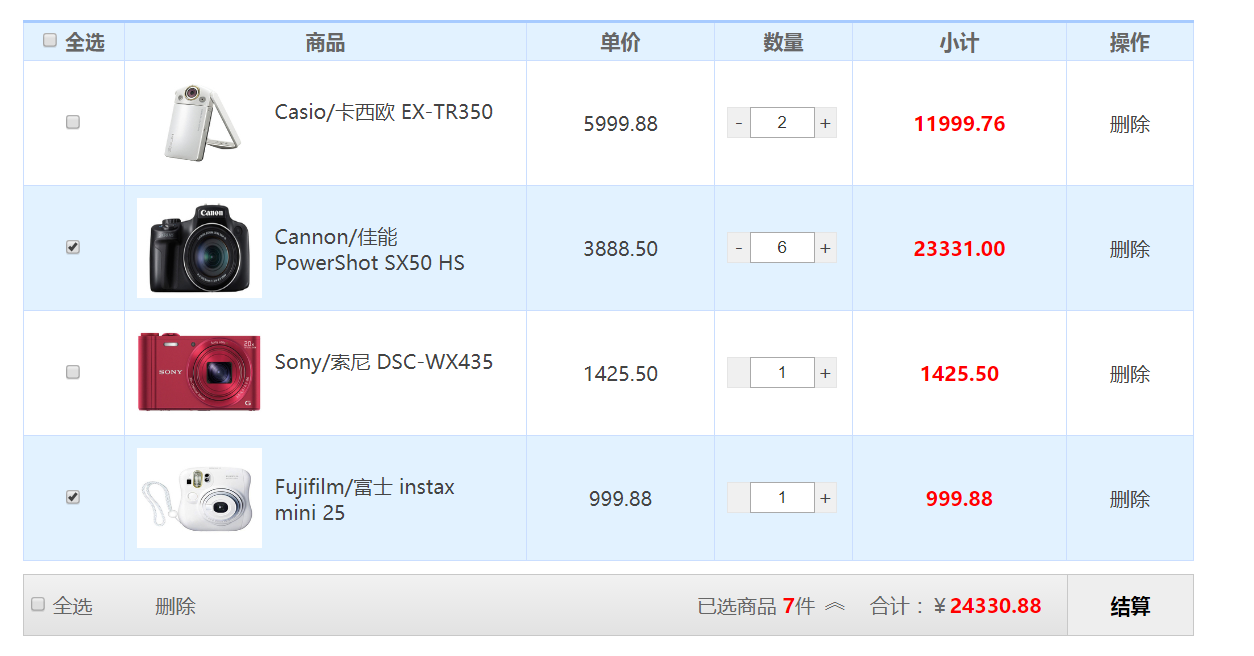 全选 商品 单价 数量 小计 操作
Casio/卡西欧 EX-TR350 5999.88 - 2 + 11999.76 删除
Canon
Cannon/佳能
PowerShot SX50 HS 3888.50 - 6 + 23331.00 删除
SONY 20x G
Sony/索尼 DSC-WX435 1425.50 1 + 1425.50 删除
Fujifilm/富士 instax
mini 25 999.88 1 + 999.88 删除
全选 删除 已选商品 7件 合计：￥24330.88 结算